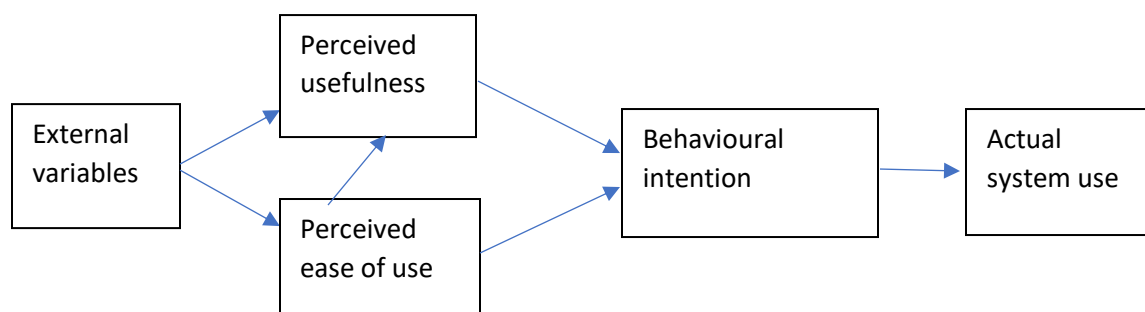 Perceived
usefulness
External
variables
Perceived
ease of use
Behavioural
intention
Actual
system use